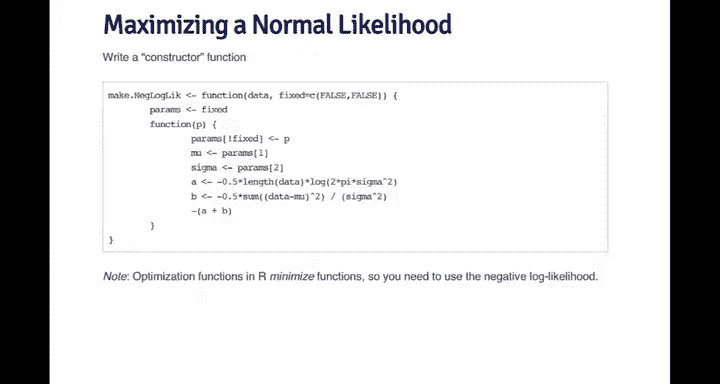 Maximizing a Normal Likelihood
Write a "constructor" function
make.NegLogLik <- function(data, fixed=c(FALSE,FALSE)) {
params <- fixed
function(p) {
params[!fixed] <- p
mu <- params[1]
sigma <- params[2]
a <- -0.5*length(data)*log(2*pi*sigma^2)
b <- -0.5*sum((data-mu)^2) / (sigma^2)
-(a + b)
}
}
Note: Optimization functions in R minimize functions, so you need to use the negative log-likelihood.